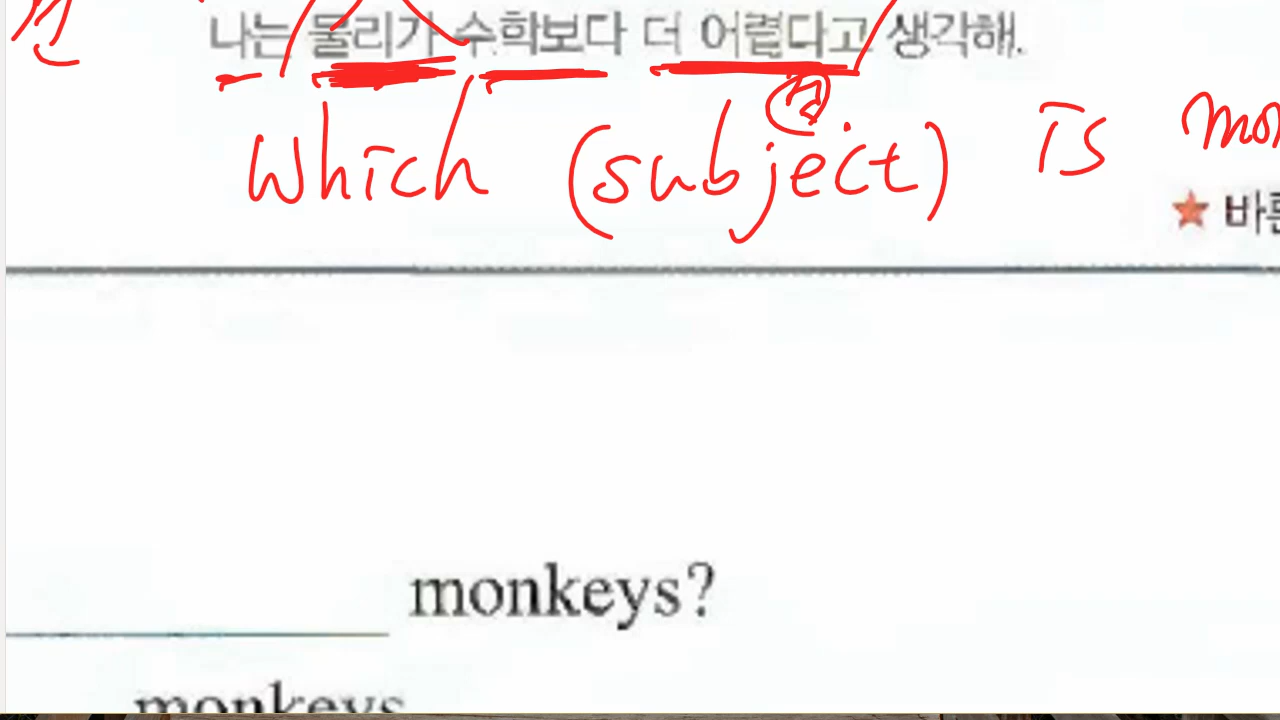 나는 물리가 수학보다 더 어렵다고 생각해.
Which (subject) is
monkeys?
monkeys